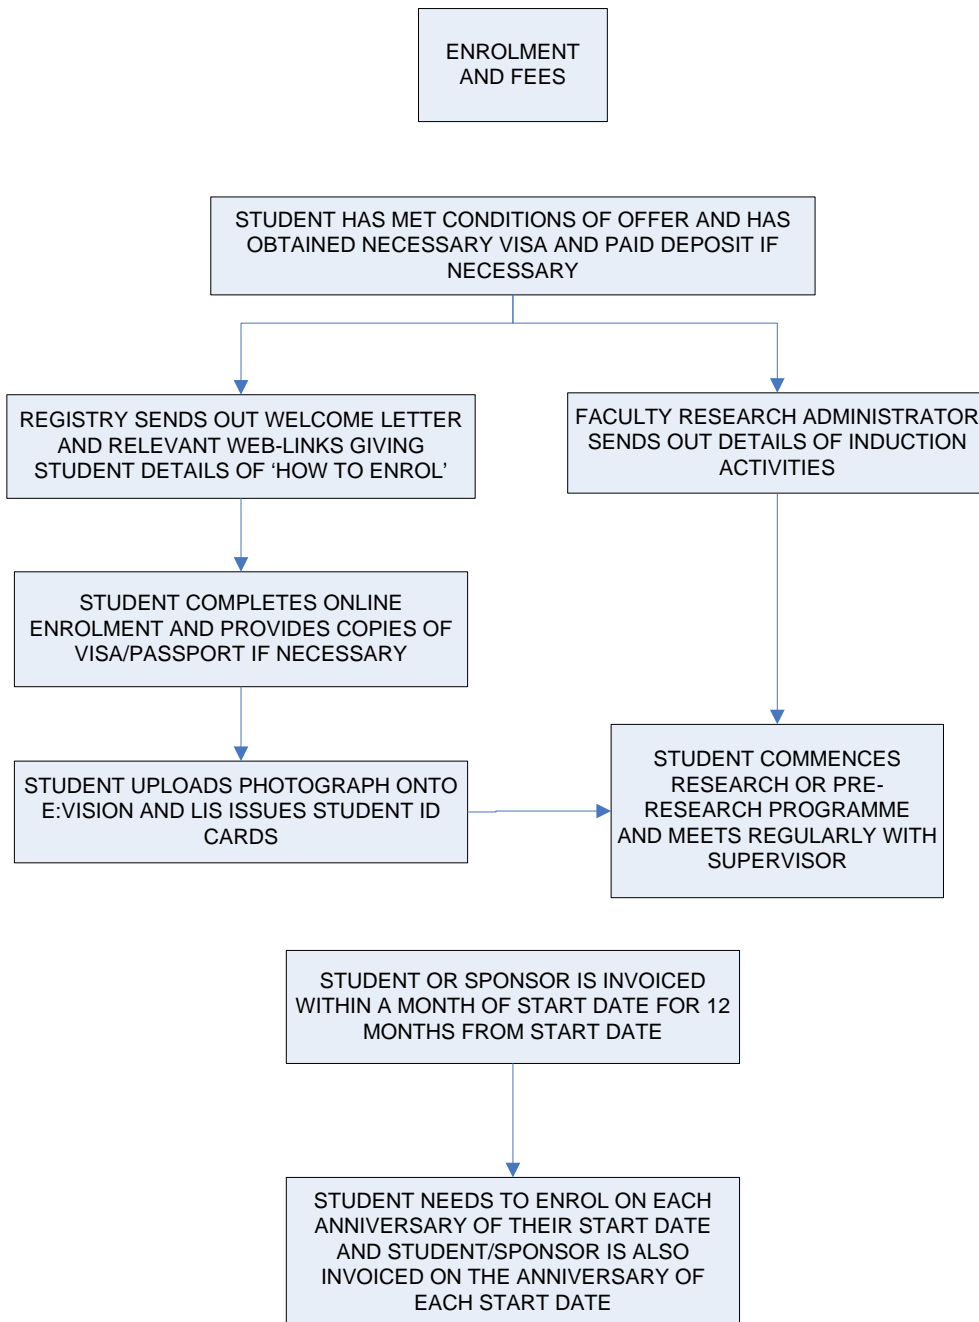 ENROLMENT
AND FEES
STUDENT HAS MET CONDITIONS OF OFFER AND HAS
OBTAINED NECESSARY VISA AND PAID DEPOSIT IF
NECESSARY
REGISTRY SENDS OUT WELCOME LETTER
AND RELEVANT WEB-LINKS GIVING
STUDENT DETAILS OF ‘HOW TO ENROL’
FACULTY RESEARCH ADMINISTRATOR
SENDS OUT DETAILS OF INDUCTION
ACTIVITIES
STUDENT COMPLETES ONLINE
ENROLMENT AND PROVIDES COPIES OF
VISA/PASSPORT IF NECESSARY
STUDENT UPLOADS PHOTOGRAPH ONTO
E:VISION AND LIS ISSUES STUDENT ID
CARDS
STUDENT COMMENCES
RESEARCH OR PRE-
RESEARCH PROGRAMME
AND MEETS REGULARLY WITH
SUPERVISOR
STUDENT OR SPONSOR IS INVOICED
WITHIN A MONTH OF START DATE FOR 12
MONTHS FROM START DATE
STUDENT NEEDS TO ENROL ON EACH
ANNIVERSARY OF THEIR START DATE
AND STUDENT/SPONSOR IS ALSO
INVOICED ON THE ANNIVERSARY OF
EACH START DATE